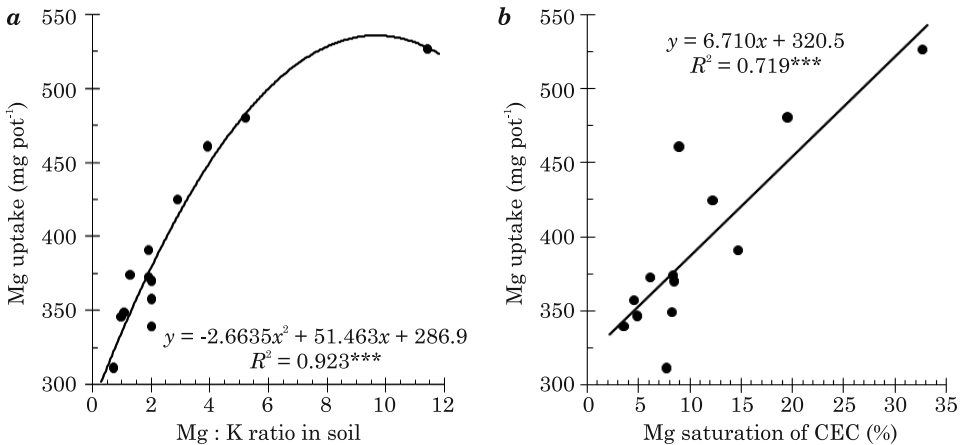 a
Mg uptake (mg pot⁻¹)
550
500
450
400
350
300
y = -2.6635x² + 51.463x + 286.9
R² = 0.923***
0 2 4 6 8 10 12
Mg : K ratio in soil
b
Mg uptake (mg pot⁻¹)
550
500
450
400
350
300
y = 6.710x + 320.5
R² = 0.719***
0 5 10 15 20 25 30 35
Mg saturation of CEC (%)